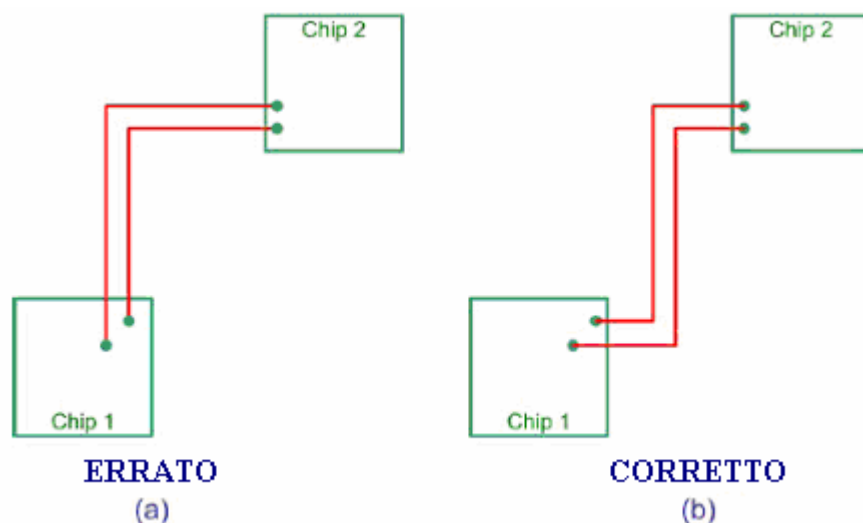 Chip 2
Chip 2
Chip 1
Chip 1
ERRATO
CORRETTO
(a)
(b)